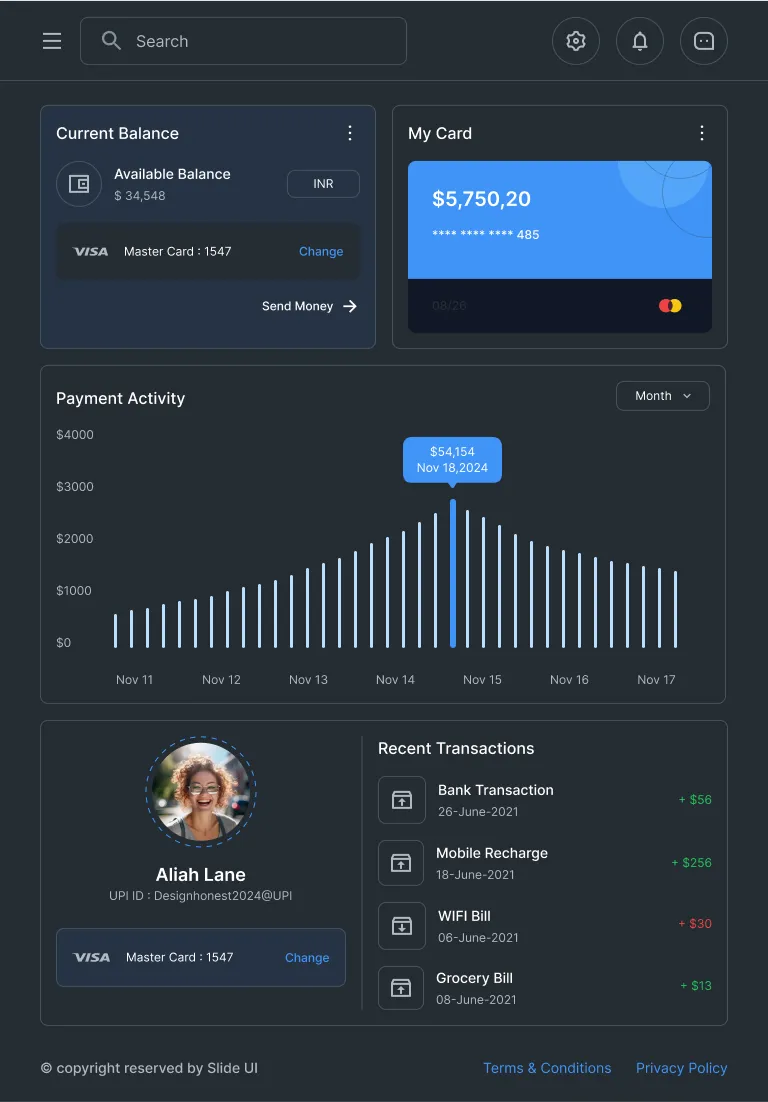 Search
Current Balance
Available Balance
$ 34,548
INR
VISA Master Card : 1547 Change
Send Money
My Card
$5,750,20
**** **** **** 485
08/26
Payment Activity
Month
$54,154
Nov 18,2024
$4000
$3000
$2000
$1000
$0
Nov 11 Nov 12 Nov 13 Nov 14 Nov 15 Nov 16 Nov 17
Aliah Lane
UPI ID : Designhonest2024@UPI
VISA Master Card : 1547 Change
Recent Transactions
Bank Transaction
26-June-2021
+ $56
Mobile Recharge
18-June-2021
+ $256
WIFI Bill
06-June-2021
+ $30
Grocery Bill
08-June-2021
+ $13
© copyright reserved by Slide UI
Terms & Conditions Privacy Policy